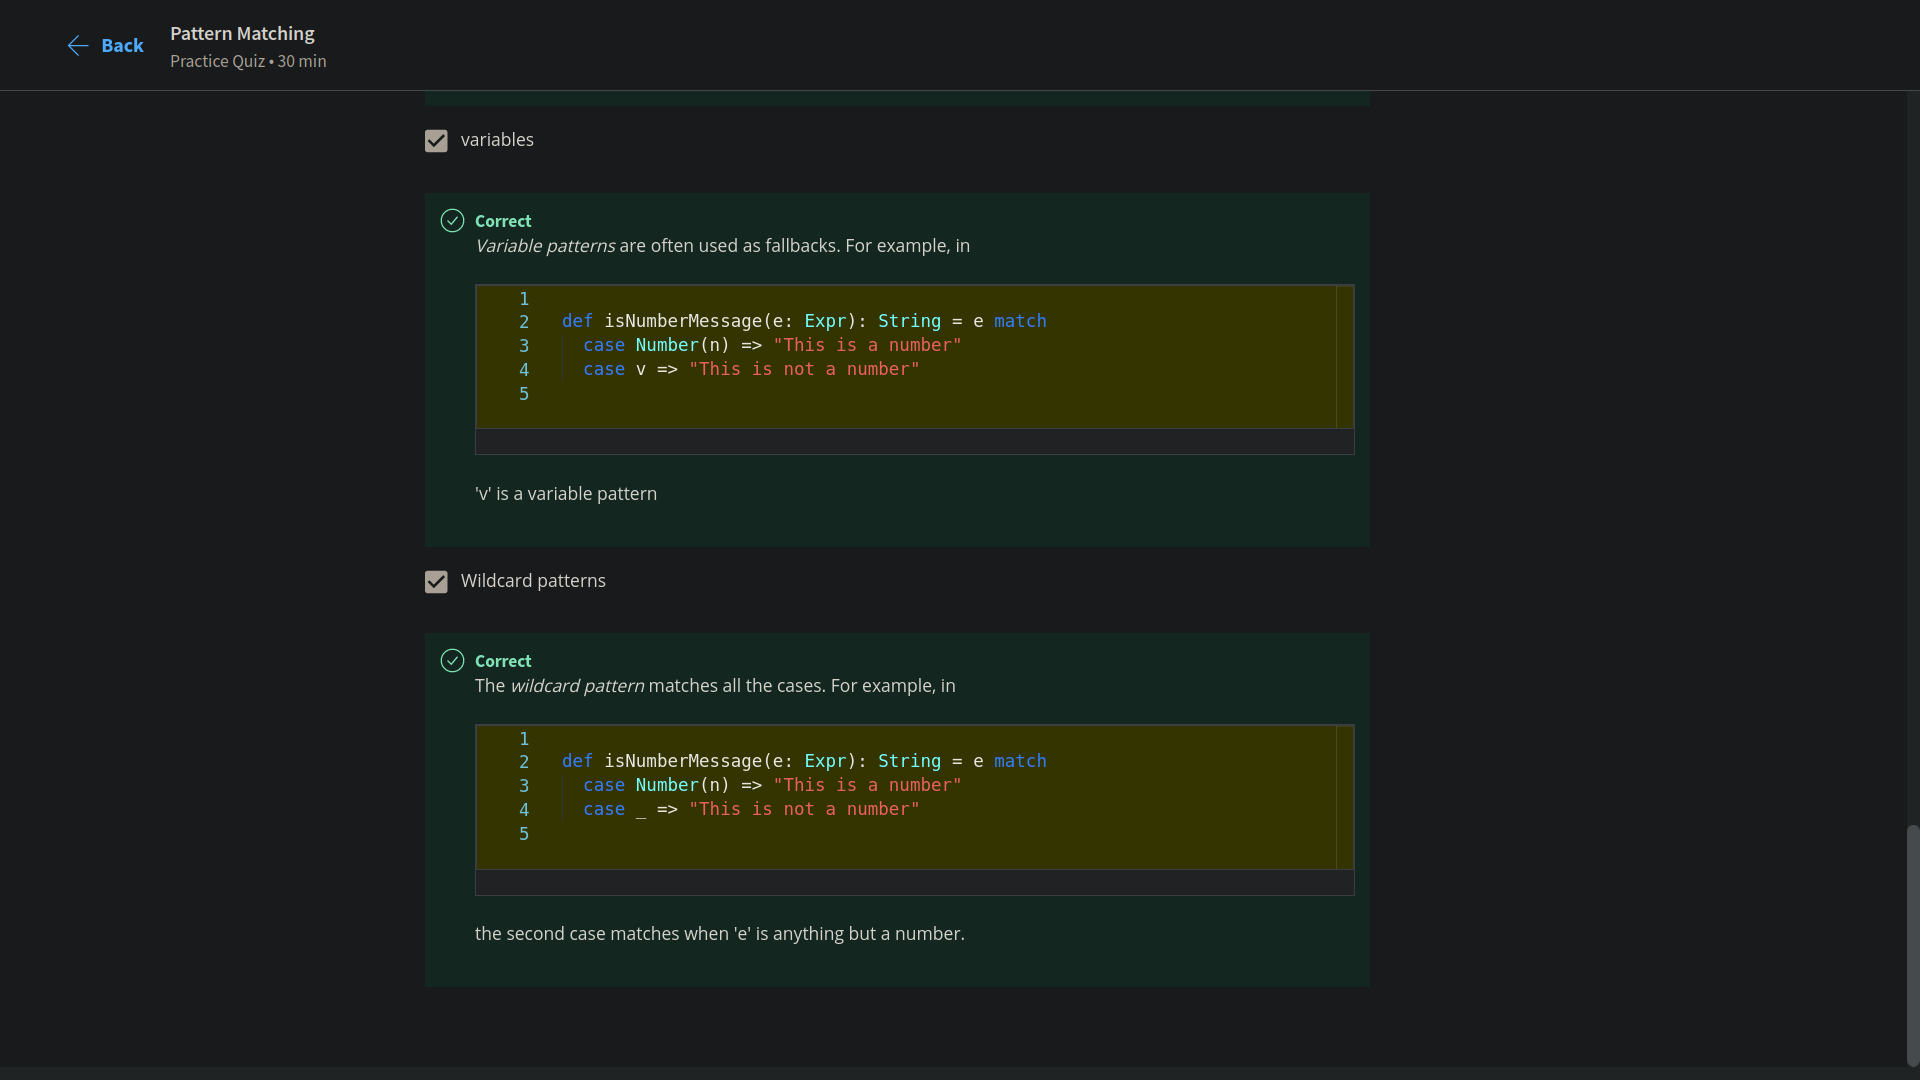 Back
Pattern Matching
Practice Quiz • 30 min
variables
Correct
Variable patterns are often used as fallbacks. For example, in
1
2 def isNumberMessage(e: Expr): String = e match
3 case Number(n) => "This is a number"
4 case v => "This is not a number"
5
'v' is a variable pattern
Wildcard patterns
Correct
The wildcard pattern matches all the cases. For example, in
1
2 def isNumberMessage(e: Expr): String = e match
3 case Number(n) => "This is a number"
4 case _ => "This is not a number"
5
the second case matches when 'e' is anything but a number.